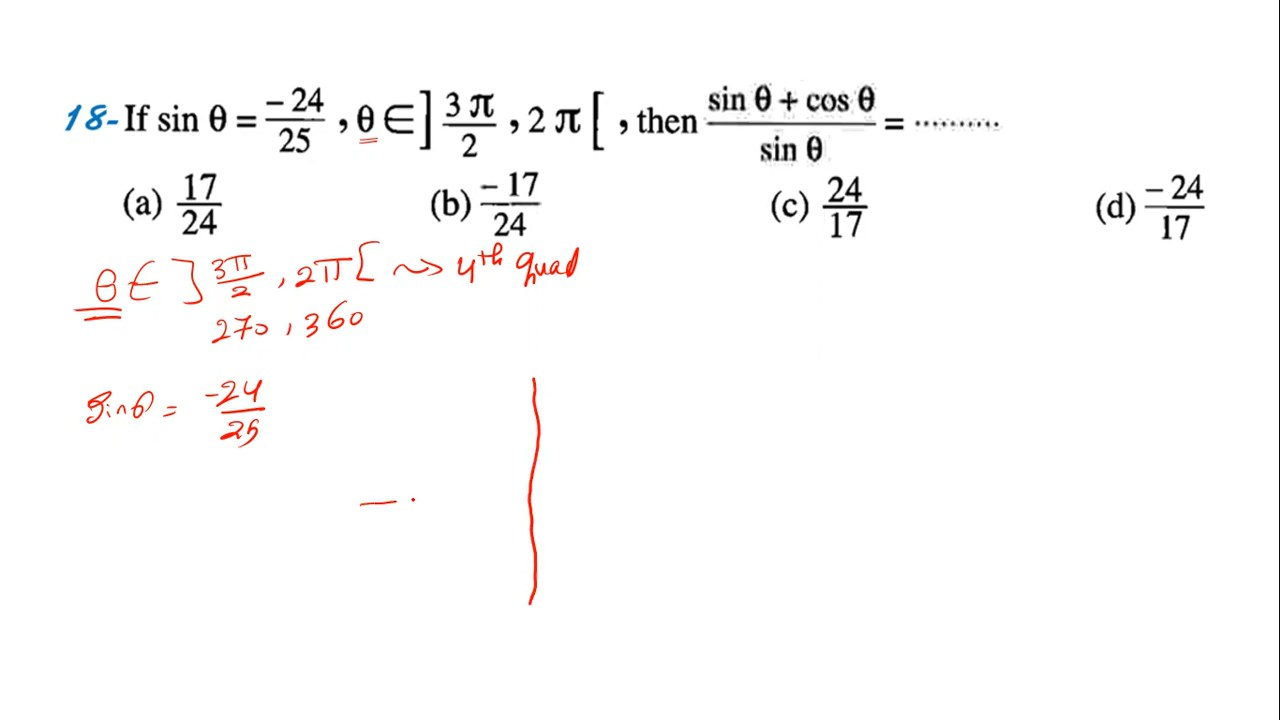 18- If sin θ = -24/25 , θ ∈ ] 3π/2 , 2π [ , then (sin θ + cos θ)/sin θ = ..........
(a) 17/24 (b) -17/24 (c) 24/17 (d) -24/17
θ ∈ ] 3π/2 , 2π [ ⇝ 4th quad
270 , 360
Sinθ = -24/25